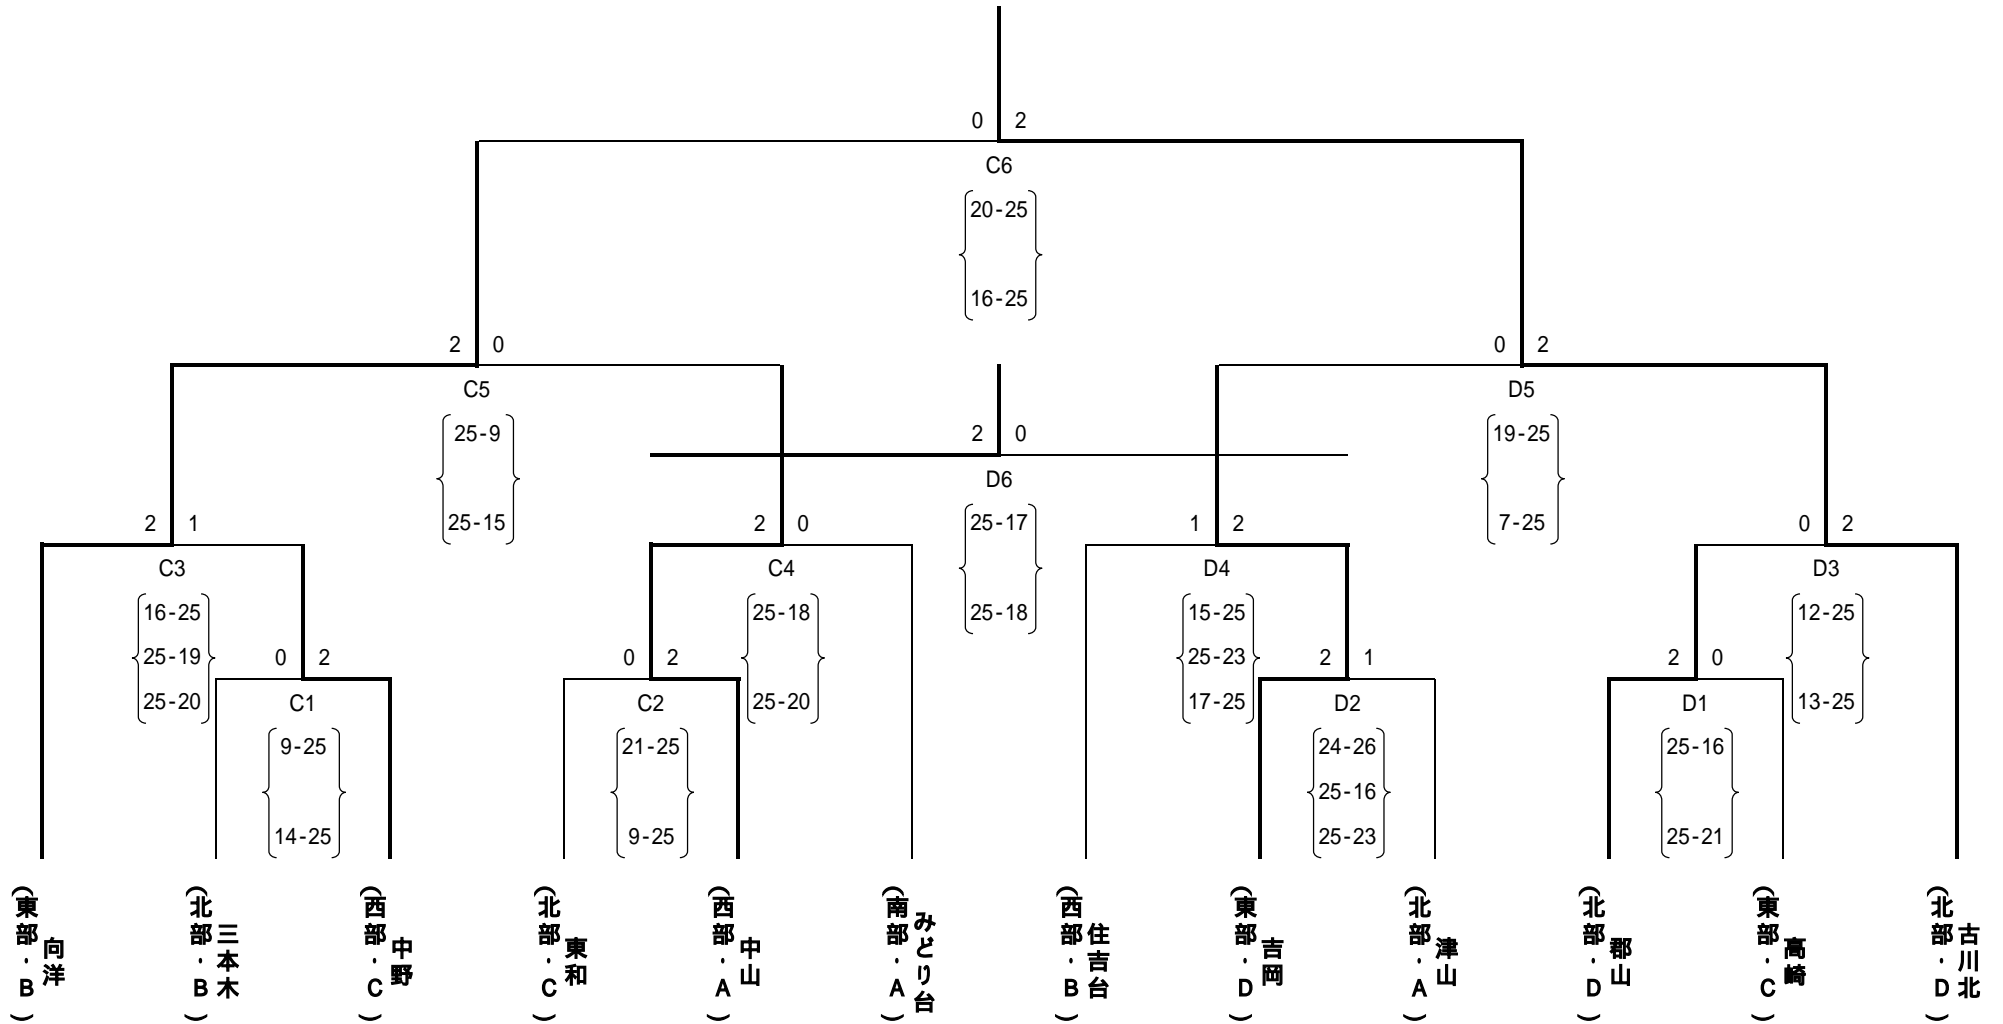 0 2
C6
20-25
16-25
2 0
C5
25-9
25-15
0 2
D5
19-25
7-25
2 0
D6
25-17
25-18
2 1
C3
16-25
25-19
25-20
2 0
C4
25-18
25-20
1 2
D4
15-25
25-23
17-25
0 2
D3
12-25
13-25
0 2
C1
9-25
14-25
0 2
C2
21-25
9-25
2 1
D2
24-26
25-16
25-23
2 0
D1
25-16
25-21
向洋
(東部・B)
三本木
(北部・B)
中野
(西部・C)
東和
(北部・C)
中山
(西部・A)
みどり台
(南部・A)
住吉台
(西部・B)
吉岡
(東部・D)
津山
(北部・A)
郡山
(北部・D)
高崎
(東部・C)
古川北
(北部・D)